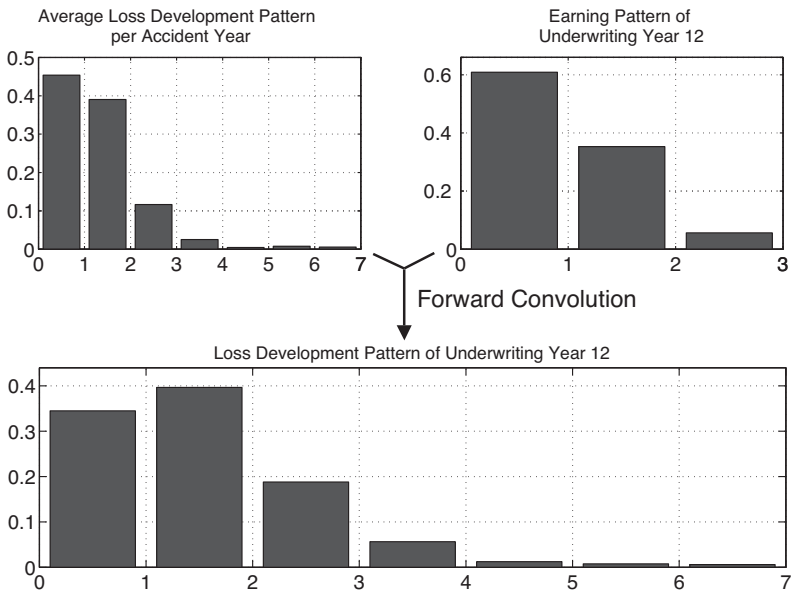 Average Loss Development Pattern
per Accident Year
0.5
0.4
0.3
0.2
0.1
0
0 1 2 3 4 5 6 7
Earning Pattern of
Underwriting Year 12
0.6
0.4
0.2
0
0 1 2 3
Forward Convolution
Loss Development Pattern of Underwriting Year 12
0.4
0.3
0.2
0.1
0
0 1 2 3 4 5 6 7